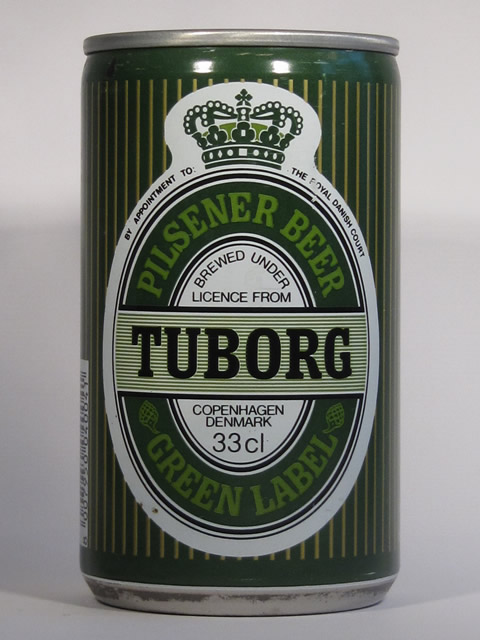 BY APPOINTMENT TO: THE ROYAL DANISH COURT
PILSENER BEER
BREWED UNDER
LICENCE FROM
TUBORG
COPENHAGEN
DENMARK
33cl
GREEN LABEL